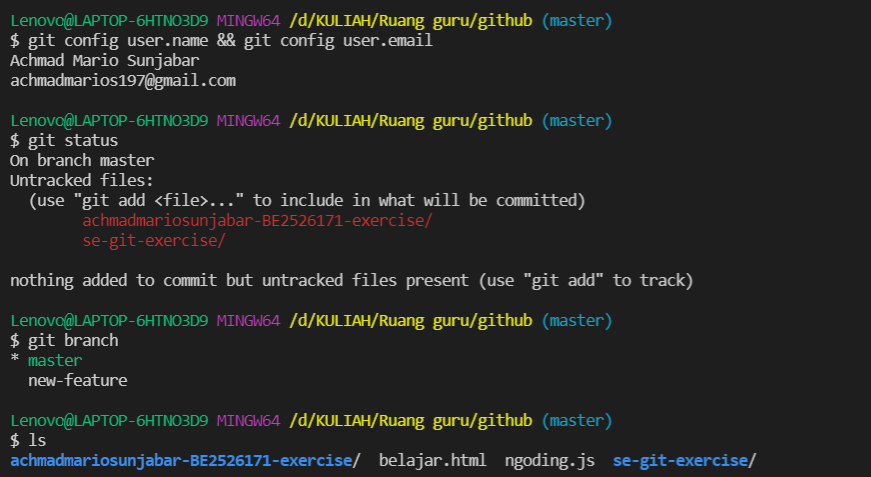 Lenovo@LAPTOP-6HTNO3D9 MINGW64 /d/KULIAH/Ruang guru/github (master)
$ git config user.name && git config user.email
Achmad Mario Sunjabar
achmadmarios197@gmail.com
Lenovo@LAPTOP-6HTNO3D9 MINGW64 /d/KULIAH/Ruang guru/github (master)
$ git status
On branch master
Untracked files:
  (use "git add <file>..." to include in what will be committed)
        achmadmariosunjabar-BE2526171-exercise/
        se-git-exercise/
nothing added to commit but untracked files present (use "git add" to track)
Lenovo@LAPTOP-6HTNO3D9 MINGW64 /d/KULIAH/Ruang guru/github (master)
$ git branch
* master
  new-feature
Lenovo@LAPTOP-6HTNO3D9 MINGW64 /d/KULIAH/Ruang guru/github (master)
$ ls
achmadmariosunjabar-BE2526171-exercise/  belajar.html  ngoding.js  se-git-exercise/